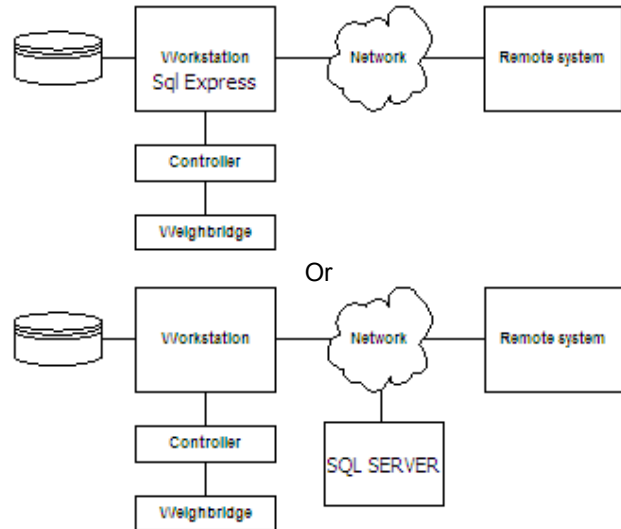 Workstation
Sql Express
Network
Remote system
Controller
Weighbridge
Or
Workstation
Network
Remote system
Controller
SQL SERVER
Weighbridge